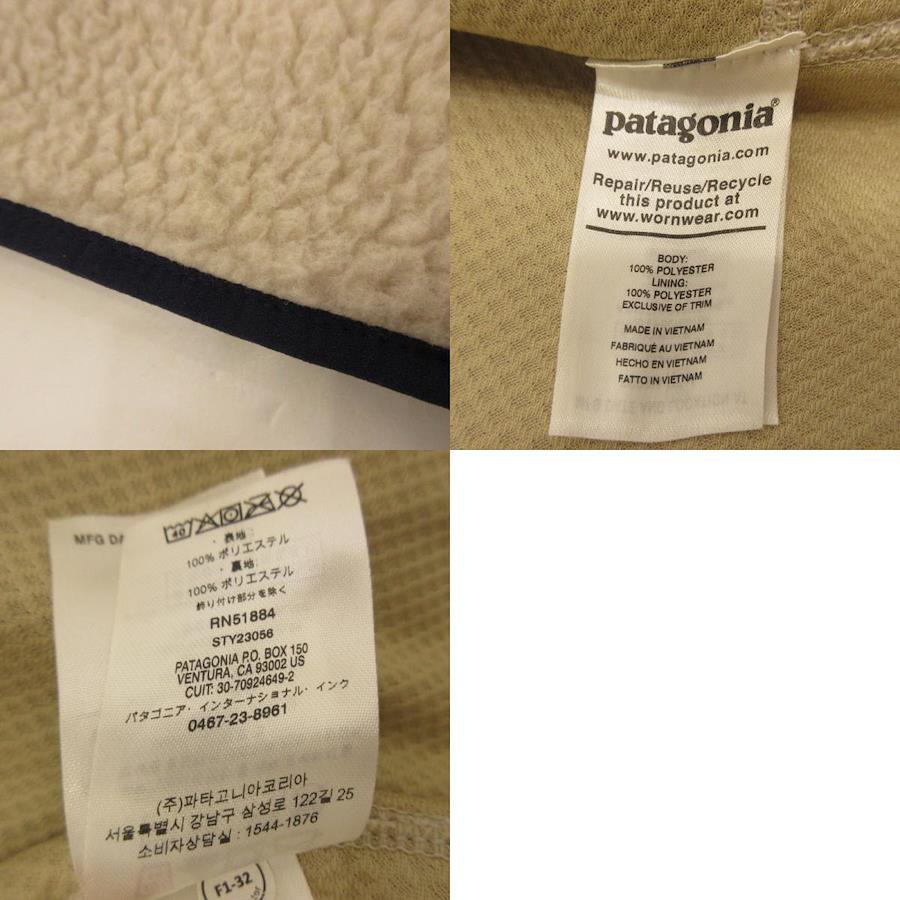 patagonia®
www.patagonia.com
Repair/Reuse/Recycle
this product at
www.wornwear.com
BODY:
100% POLYESTER
LINING:
100% POLYESTER
EXCLUSIVE OF TRIM
MADE IN VIETNAM
FABRIQUÉ AU VIETNAM
HECHO EN VIETNAM
FATTO IN VIETNAM
MFG DA
40
・表地:
100% ポリエステル
・裏地:
100% ポリエステル
飾り付け部分を除く
RN51884
STY23056
PATAGONIA P.O. BOX 150
VENTURA, CA 93002 US
CUIT: 30-70924649-2
パタゴニア・インターナショナル・インク
0467-23-8961
(주)파타고니아코리아
서울특별시 강남구 삼성로 122길 25
소비자상담실 : 1544-1876
F1-32